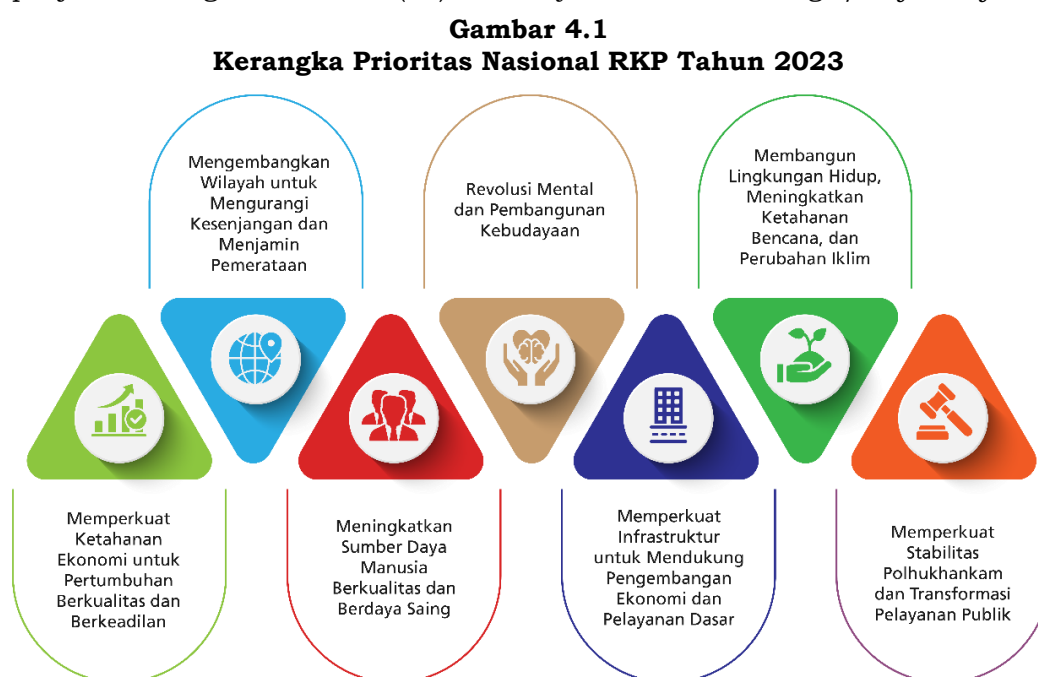 Gambar 4.1
Kerangka Prioritas Nasional RKP Tahun 2023
Memperkuat
Ketahanan
Ekonomi untuk
Pertumbuhan
Berkualitas dan
Berkeadilan
Mengembangkan
Wilayah untuk
Mengurangi
Kesenjangan dan
Menjamin
Pemerataan
Meningkatkan
Sumber Daya
Manusia
Berkualitas dan
Berdaya Saing
Revolusi Mental
dan Pembangunan
Kebudayaan
Memperkuat
Infrastruktur
untuk Mendukung
Pengembangan
Ekonomi dan
Pelayanan Dasar
Membangun
Lingkungan Hidup,
Meningkatkan
Ketahanan
Bencana, dan
Perubahan Iklim
Memperkuat
Stabilitas
Polhukhankam
dan Transformasi
Pelayanan Publik